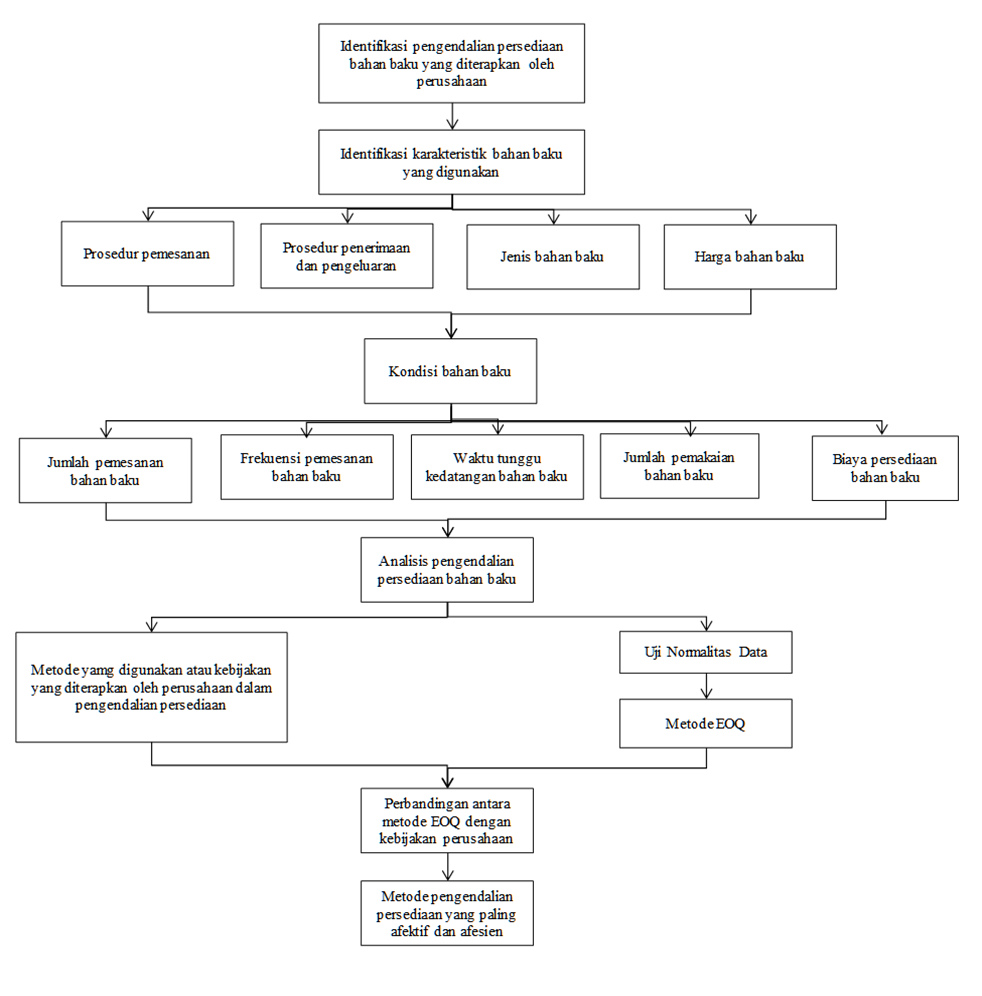 Identifikasi pengendalian persediaan
bahan baku yang diterapkan oleh
perusahaan
Identifikasi karakteristik bahan baku
yang digunakan
Prosedur pemesanan
Prosedur penerimaan
dan pengeluaran
Jenis bahan baku
Harga bahan baku
Kondisi bahan baku
Jumlah pemesanan
bahan baku
Frekuensi pemesanan
bahan baku
Waktu tunggu
kedatangan bahan baku
Jumlah pemakaian
bahan baku
Biaya persediaan
bahan baku
Analisis pengendalian
persediaan bahan baku
Metode yamg digunakan atau kebijakan
yang diterapkan oleh perusahaan dalam
pengendalian persediaan
Uji Normalitas Data
Metode EOQ
Perbandingan antara
metode EOQ dengan
kebijakan perusahaan
Metode pengendalian
persediaan yang paling
afektif dan afesien